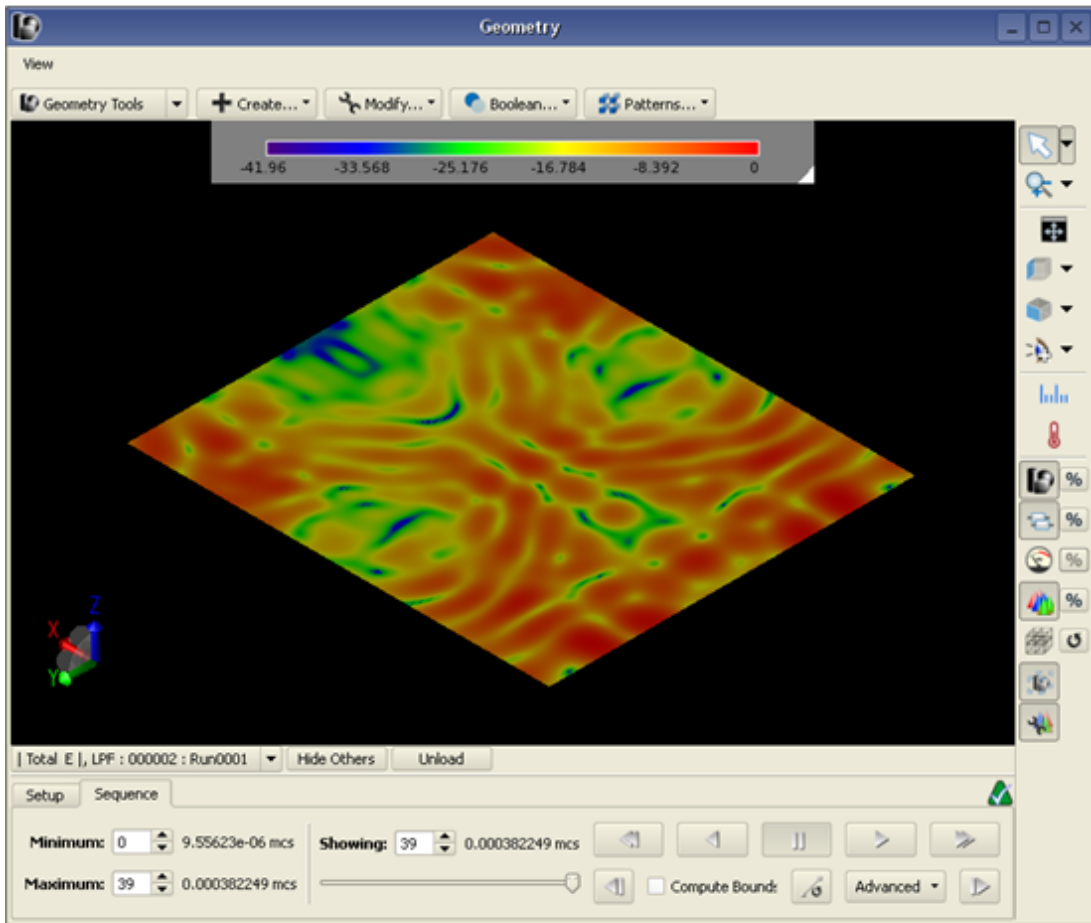 Geometry
View
Geometry Tools Create... Modify... Boolean... Patterns...
-41.96 -33.568 -25.176 -16.784 -8.392 0
%
%
%
%
Z
X
Y
| Total E |, LPF : 000002 : Run0001 Hide Others Unload
Setup Sequence
Minimum: 0 9.55623e-06 mcs Showing: 39 0.000382249 mcs
Maximum: 39 0.000382249 mcs Compute Bounds Advanced